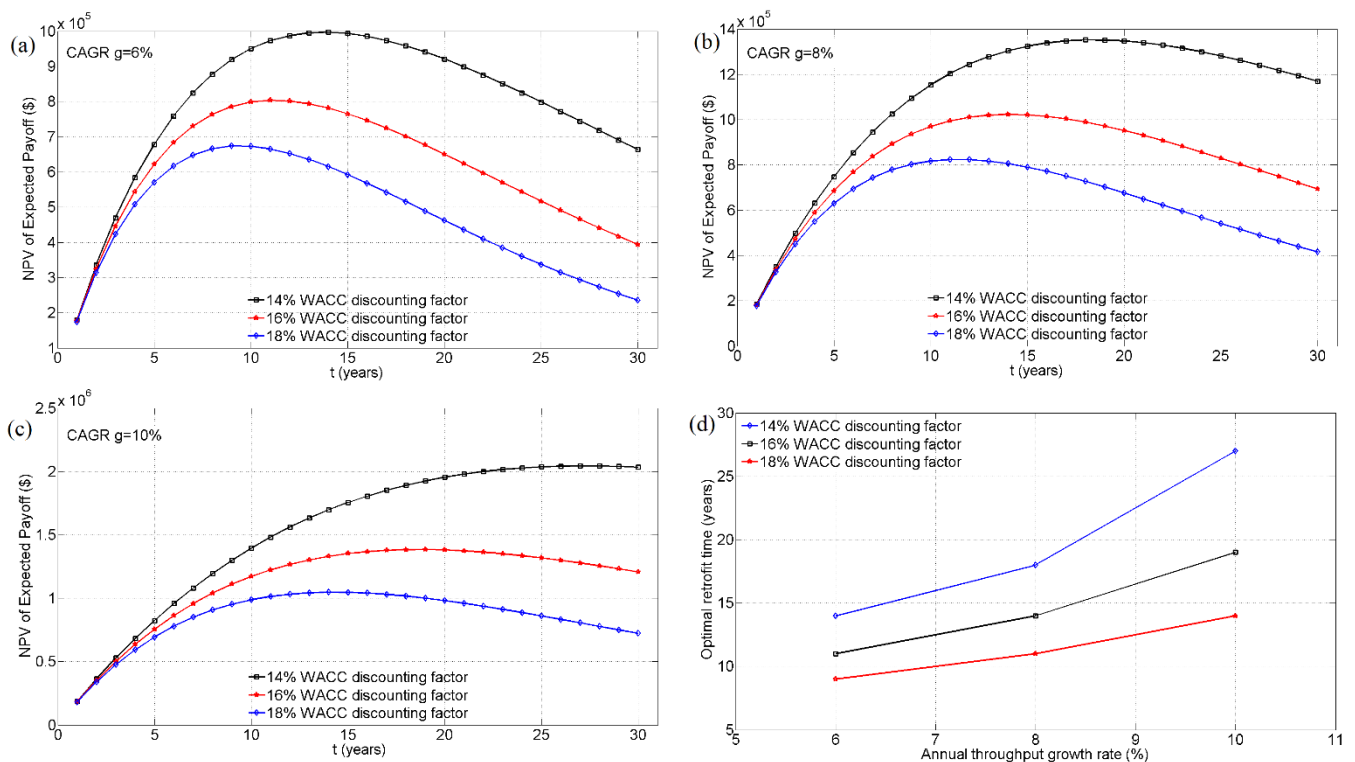 (a)
x 10^5
CAGR g=6%
NPV of Expected Payoff ($)
10
9
8
7
6
5
4
3
2
1
14% WACC discounting factor
16% WACC discounting factor
18% WACC discounting factor
0 5 10 15 20 25 30
t (years)
(b)
x 10^5
CAGR g=8%
NPV of Expected Payoff ($)
14
12
10
8
6
4
2
0
14% WACC discounting factor
16% WACC discounting factor
18% WACC discounting factor
0 5 10 15 20 25 30
t (years)
(c)
x 10^6
CAGR g=10%
NPV of Expected Payoff ($)
2.5
2
1.5
1
0.5
0
14% WACC discounting factor
16% WACC discounting factor
18% WACC discounting factor
0 5 10 15 20 25 30
t (years)
(d)
14% WACC discounting factor
16% WACC discounting factor
18% WACC discounting factor
Optimal retrofit time (years)
30
25
20
15
10
5
5 6 7 8 9 10 11
Annual throughput growth rate (%)